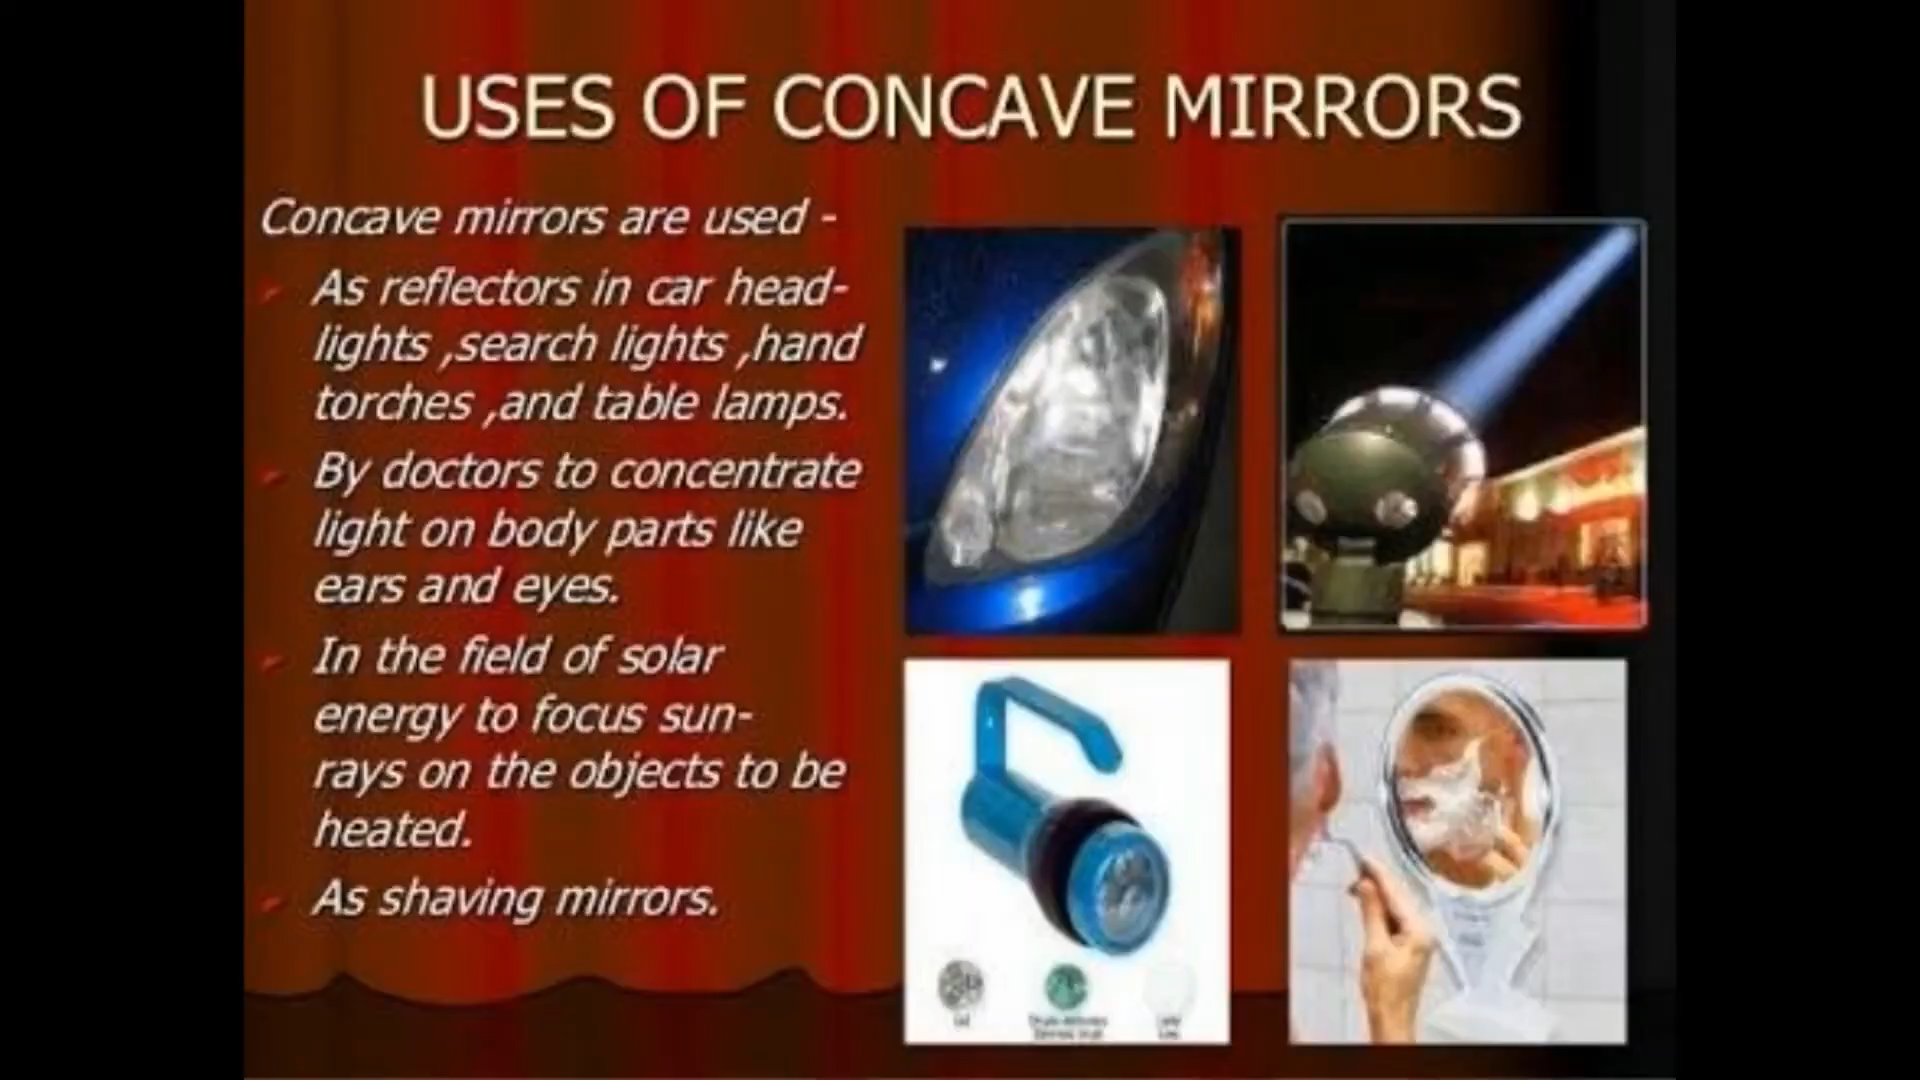 USES OF CONCAVE MIRRORS
Concave mirrors are used -
As reflectors in car head-
lights ,search lights ,hand
torches ,and table lamps.
By doctors to concentrate
light on body parts like
ears and eyes.
In the field of solar
energy to focus sun-
rays on the objects to be
heated.
As shaving mirrors.